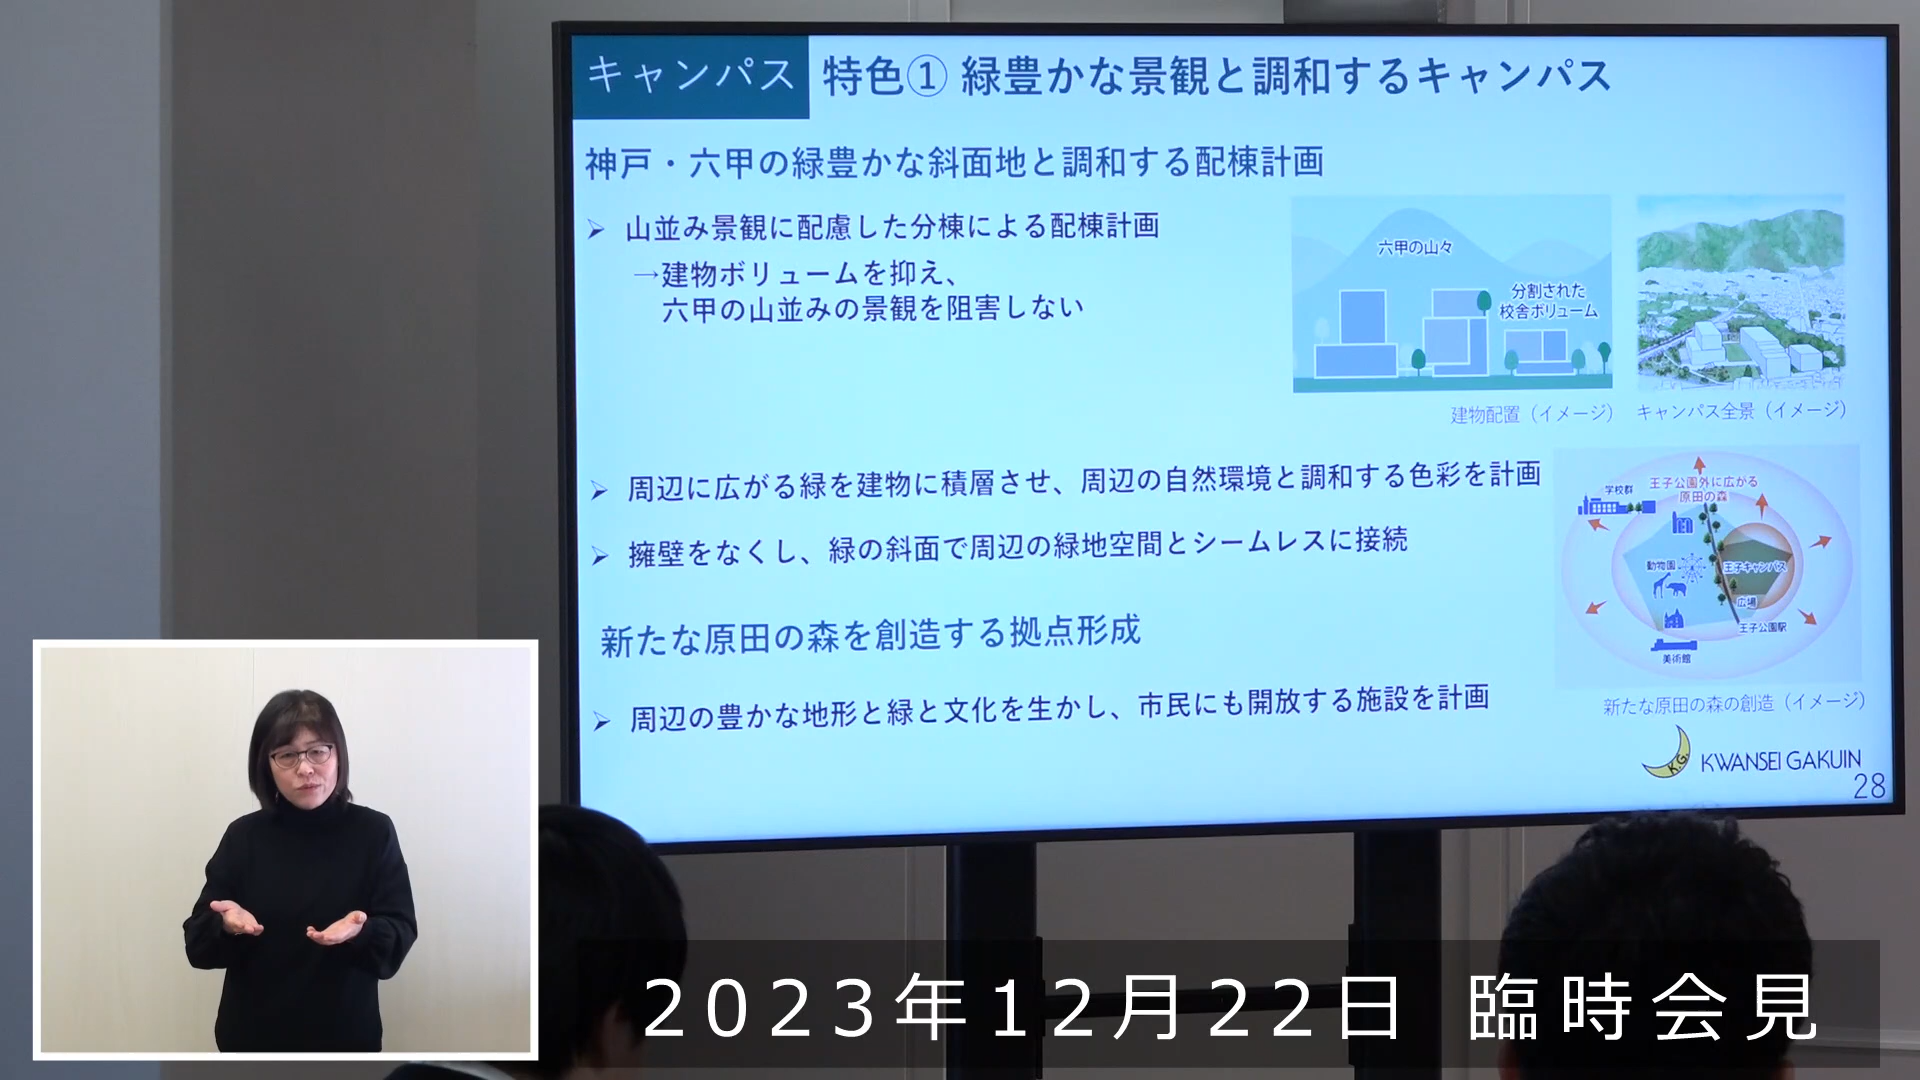 キャンパス 特色① 緑豊かな景観と調和するキャンパス
神戸・六甲の緑豊かな斜面地と調和する配棟計画
➢ 山並み景観に配慮した分棟による配棟計画
→建物ボリュームを抑え、
六甲の山並みの景観を阻害しない
六甲の山々
分割された
校舎ボリューム
建物配置（イメージ）
キャンパス全景（イメージ）
➢ 周辺に広がる緑を建物に積層させ、周辺の自然環境と調和する色彩を計画
➢ 擁壁をなくし、緑の斜面で周辺の緑地空間とシームレスに接続
学校群
王子公園外に広がる
原田の森
動物園
王子キャンパス
広場
王子公園駅
美術館
新たな原田の森の創造（イメージ）
新たな原田の森を創造する拠点形成
➢ 周辺の豊かな地形と緑と文化を生かし、市民にも開放する施設を計画
K.G.
KWANSEI GAKUIN
28
2023年12月22日 臨時会見